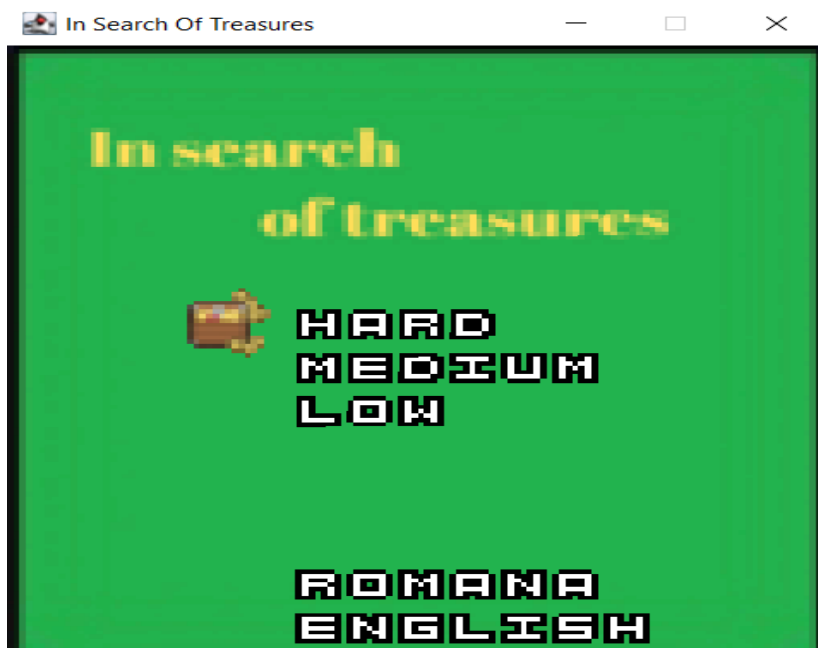 In Search Of Treasures
In search
of treasures
HARD
MEDIUM
LOW
ROMANA
ENGLISH